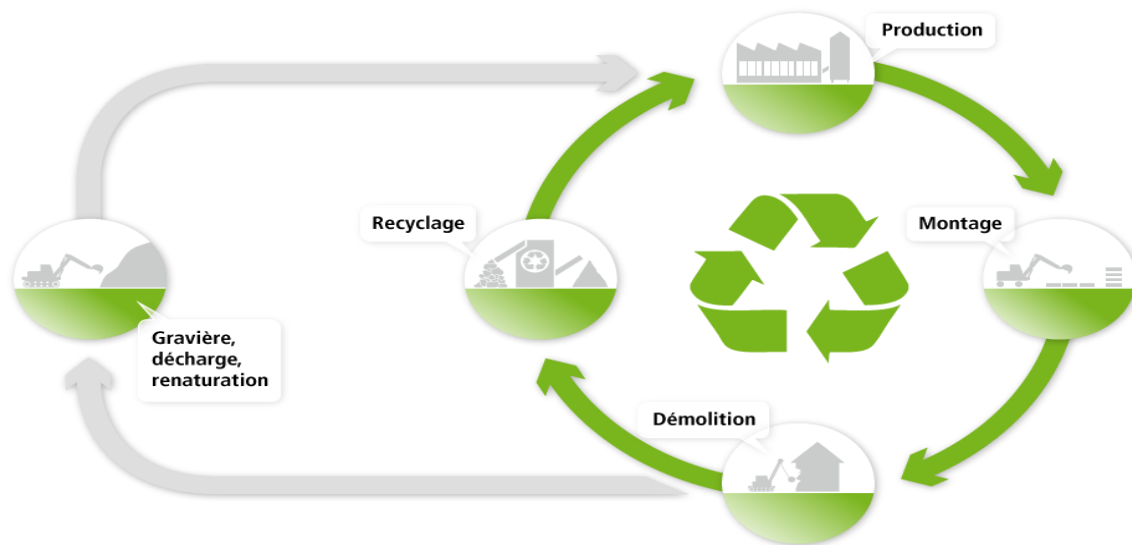 Production
Recyclage
Montage
Gravière,
décharge,
renaturation
Démolition